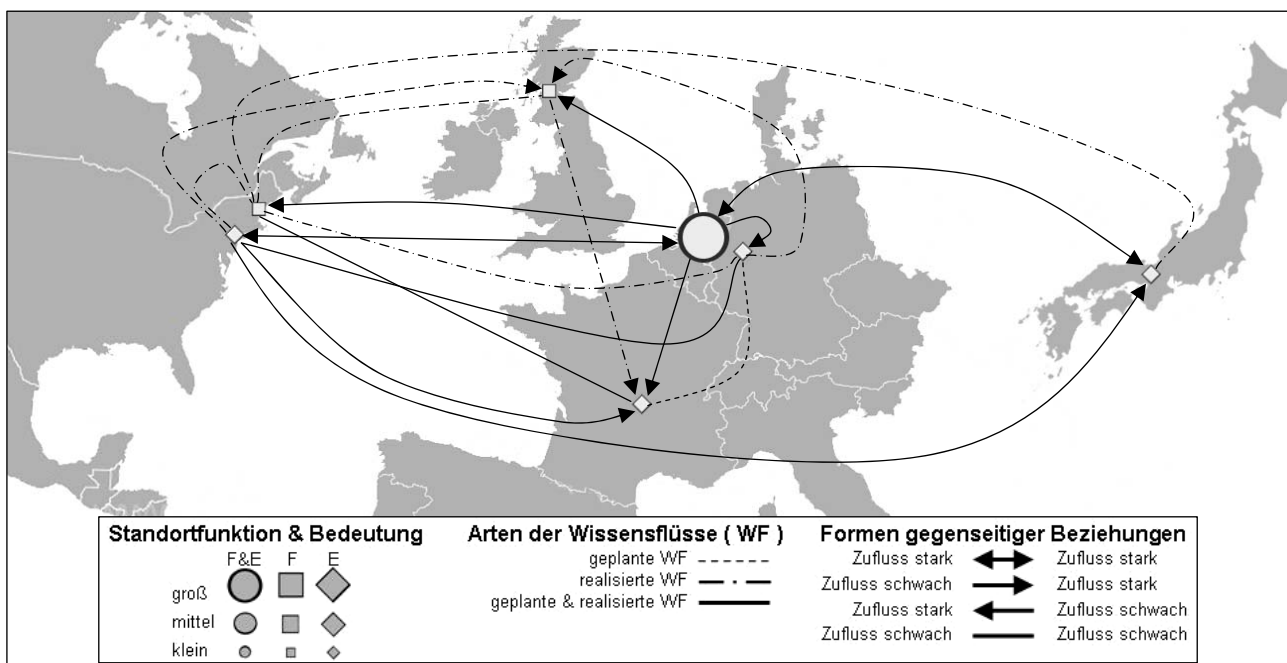 Standortfunktion & Bedeutung
F&E F E
groß
mittel
klein
Arten der Wissensflüsse ( WF )
geplante WF
realisierte WF
geplante & realisierte WF
Formen gegenseitiger Beziehungen
Zufluss stark Zufluss stark
Zufluss schwach Zufluss stark
Zufluss stark Zufluss schwach
Zufluss schwach Zufluss schwach